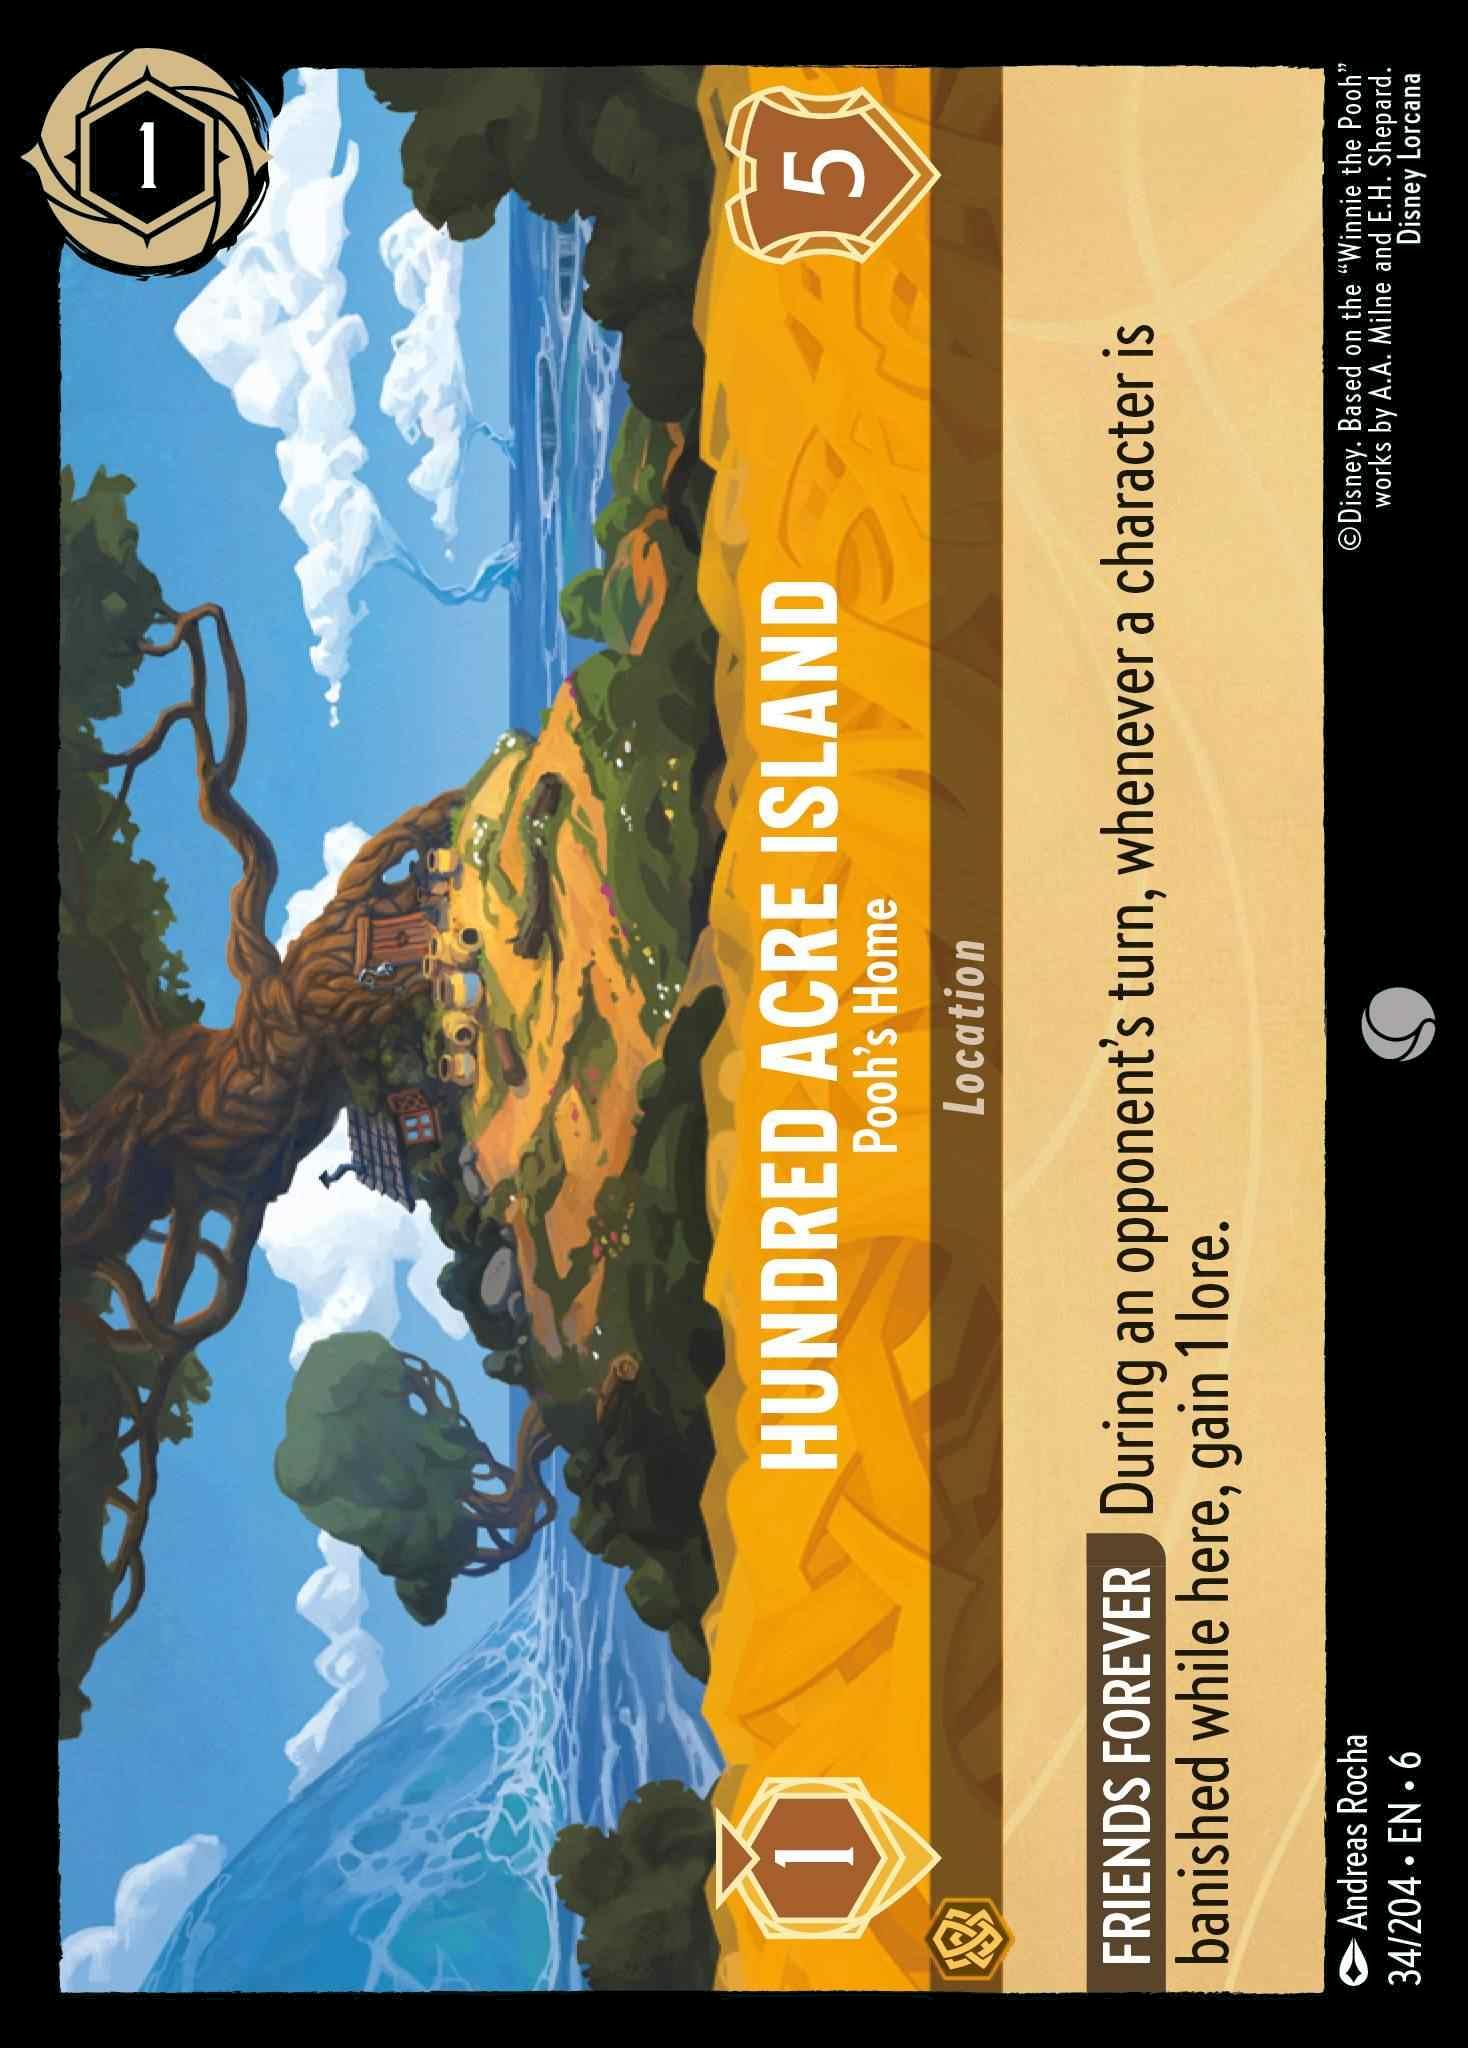 1
5
HUNDRED ACRE ISLAND
Pooh's Home
1
Location
FRIENDS FOREVER During an opponent's turn, whenever a character is
banished while here, gain 1 lore.
Andreas Rocha
34/204 • EN • 6
©Disney. Based on the “Winnie the Pooh”
works by A.A. Milne and E.H. Shepard.
Disney Lorcana